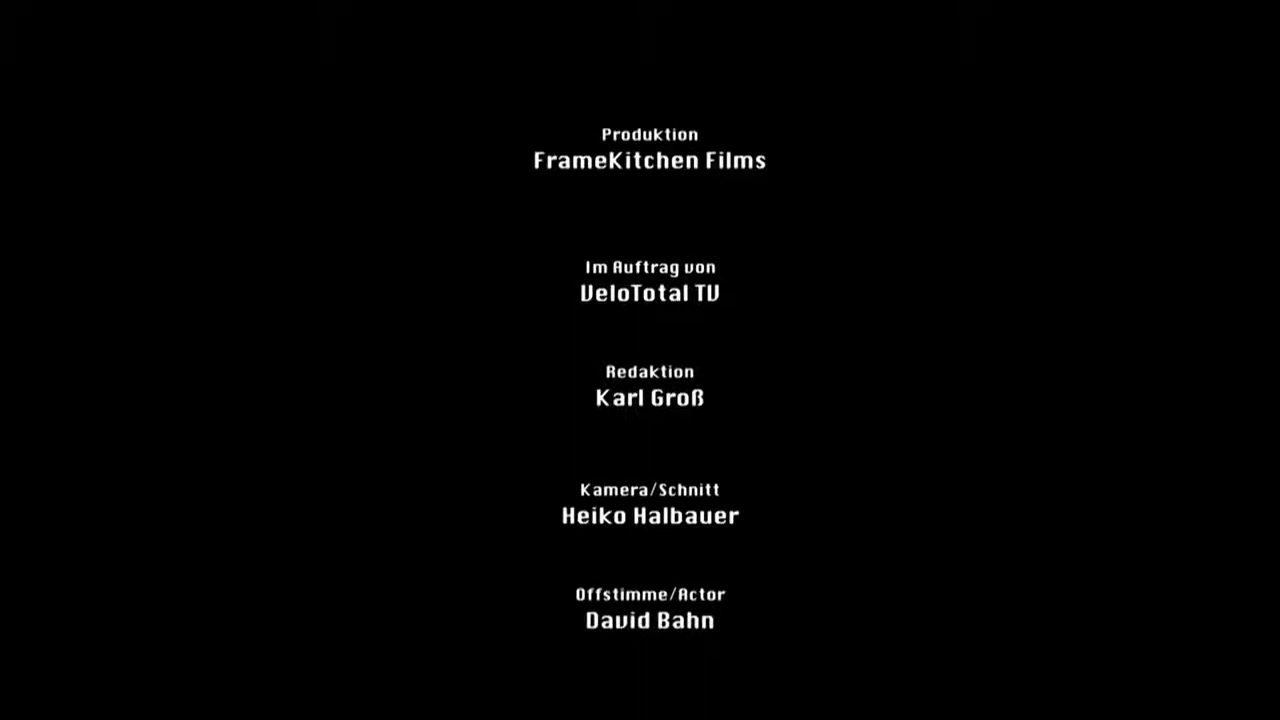 Produktion
FrameKitchen Films
Im Auftrag von
VeloTotal TV
Redaktion
Karl Groß
Kamera/Schnitt
Heiko Halbauer
Offstimme/Actor
David Bahn